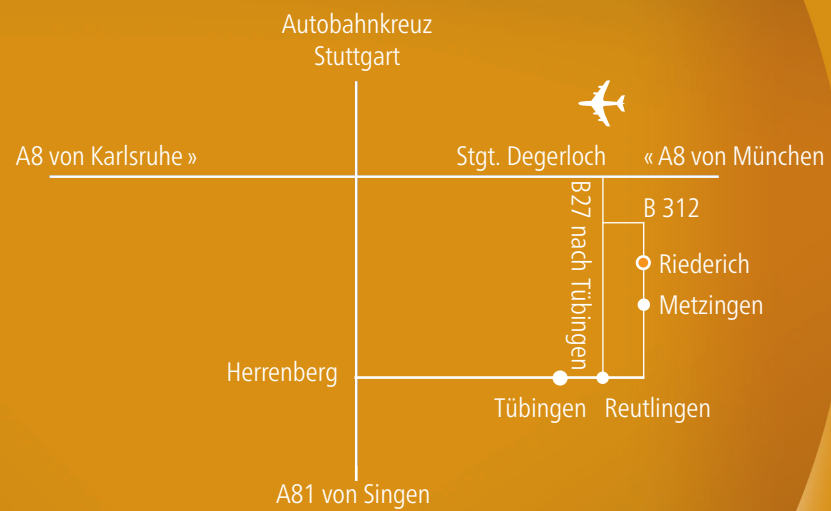 Autobahnkreuz
Stuttgart
A8 von Karlsruhe »
Stgt. Degerloch
« A8 von München
B27 nach Tübingen
B 312
Riederich
Metzingen
Herrenberg
Tübingen
Reutlingen
A81 von Singen